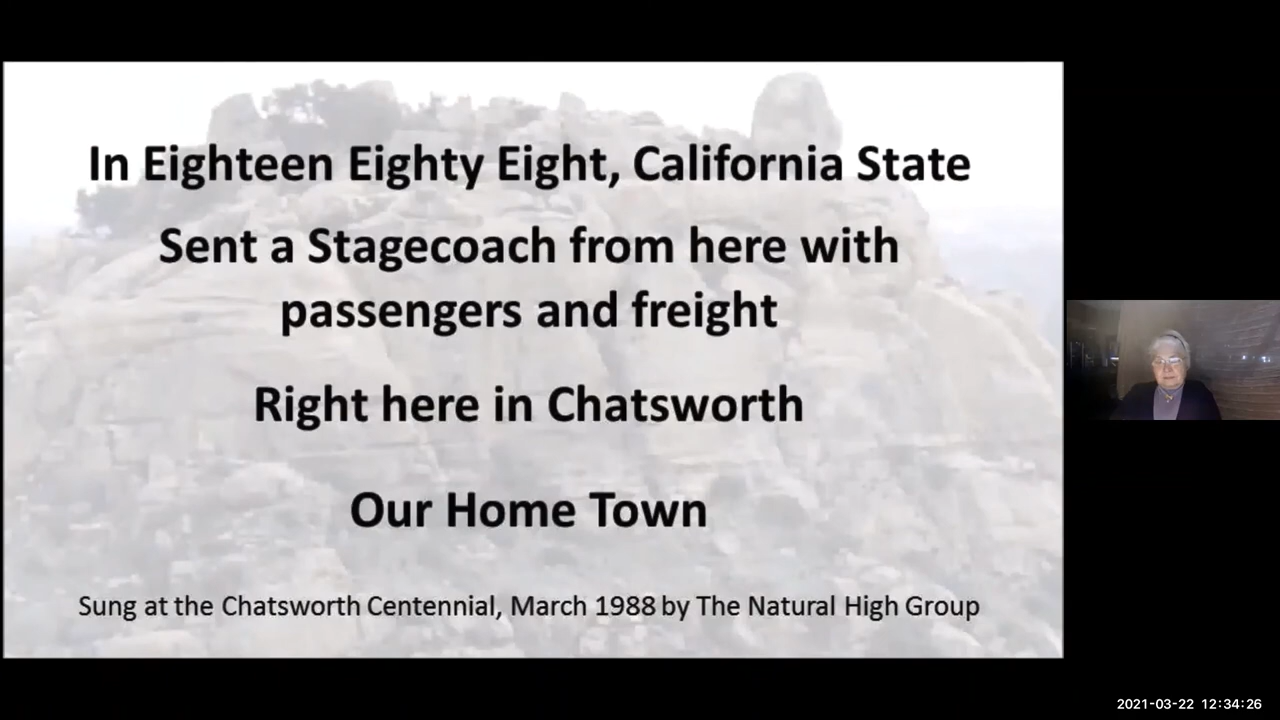 In Eighteen Eighty Eight, California State
Sent a Stagecoach from here with
passengers and freight
Right here in Chatsworth
Our Home Town
Sung at the Chatsworth Centennial, March 1988 by The Natural High Group
2021-03-22 12:34:26